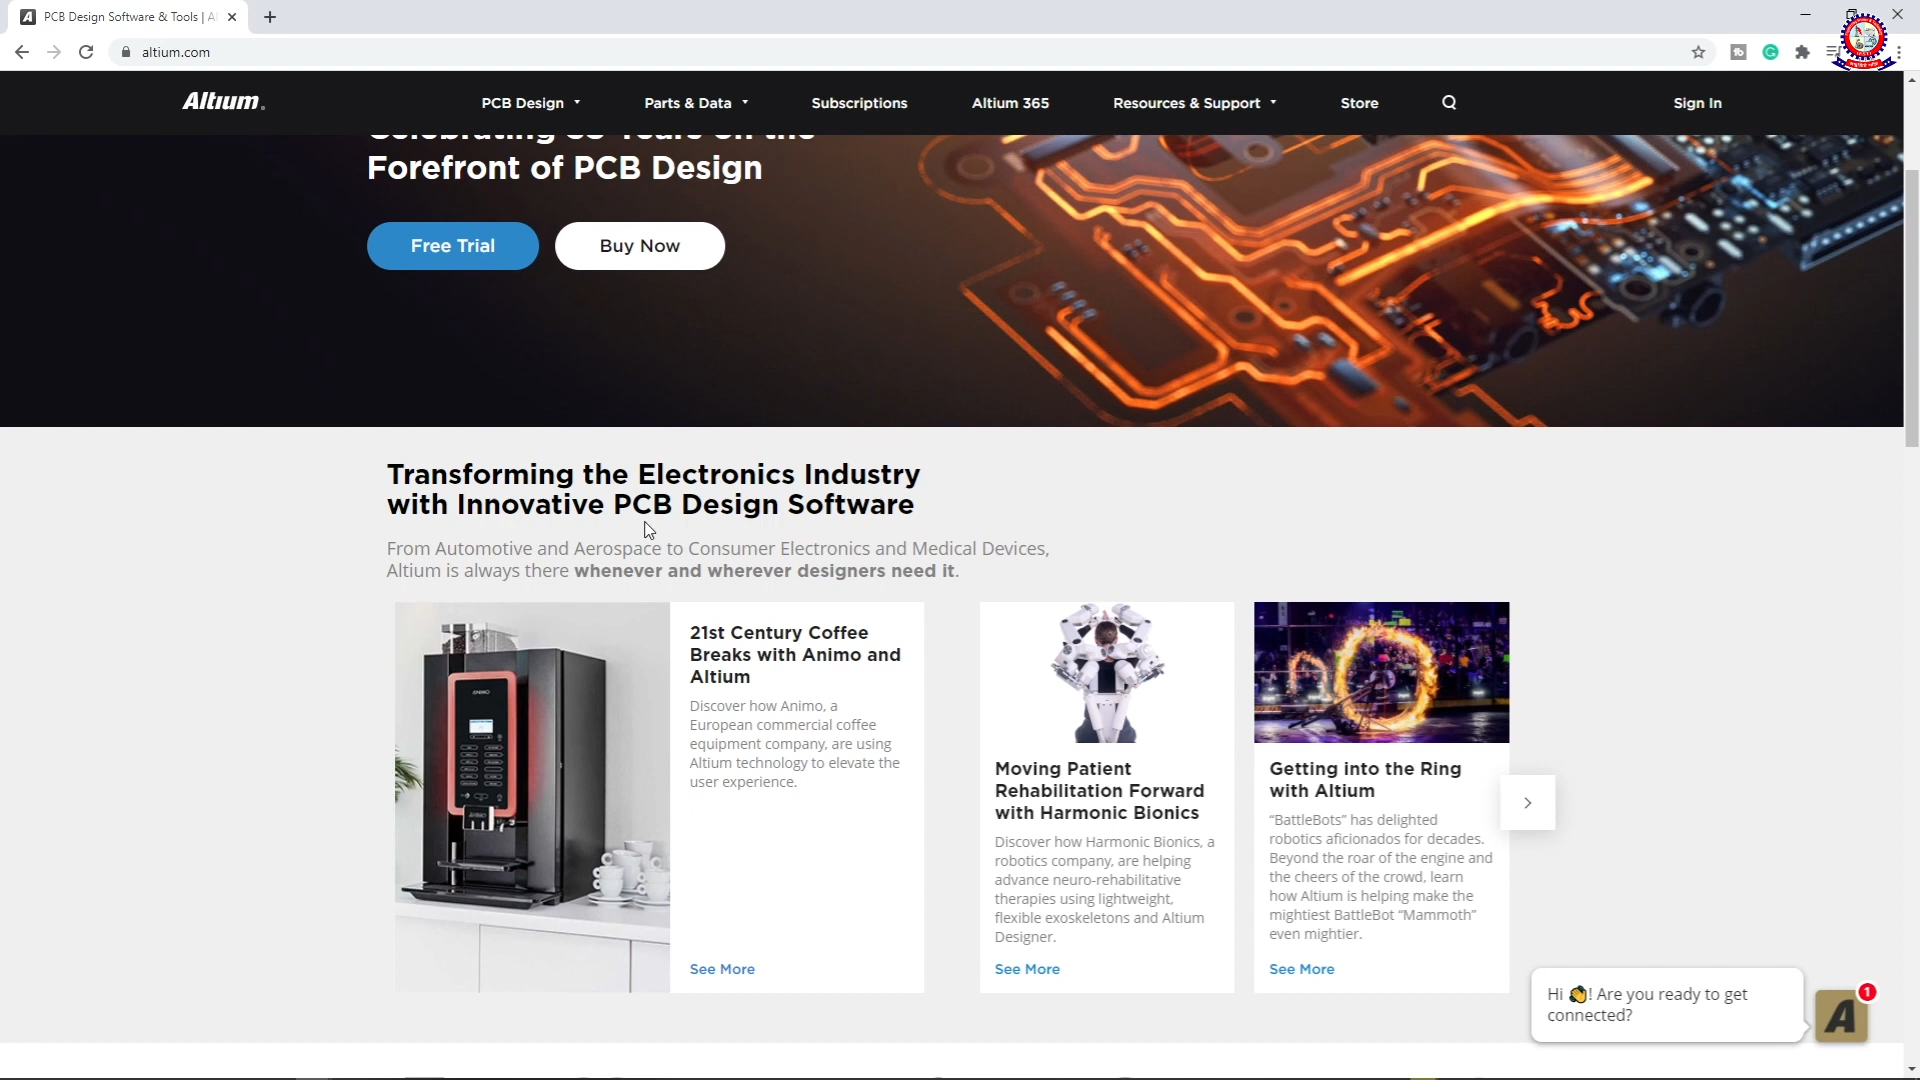 PCB Design Software & Tools | Al
altium.com
Altium.
PCB Design
Parts & Data
Subscriptions
Altium 365
Resources & Support
Store
Sign In
Forefront of PCB Design
Free Trial
Buy Now
Transforming the Electronics Industry
with Innovative PCB Design Software
From Automotive and Aerospace to Consumer Electronics and Medical Devices,
Altium is always there whenever and wherever designers need it.
21st Century Coffee
Breaks with Animo and
Altium
Discover how Animo, a
European commercial coffee
equipment company, are using
Altium technology to elevate the
user experience.
See More
Moving Patient
Rehabilitation Forward
with Harmonic Bionics
Discover how Harmonic Bionics, a
robotics company, are helping
advance neuro-rehabilitative
therapies using lightweight,
flexible exoskeletons and Altium
Designer.
See More
Getting into the Ring
with Altium
“BattleBots” has delighted
robotics aficionados for decades.
Beyond the roar of the engine and
the cheers of the crowd, learn
how Altium is helping make the
mightiest BattleBot “Mammoth”
even mightier.
See More
Hi 👋! Are you ready to get
connected?
A
1